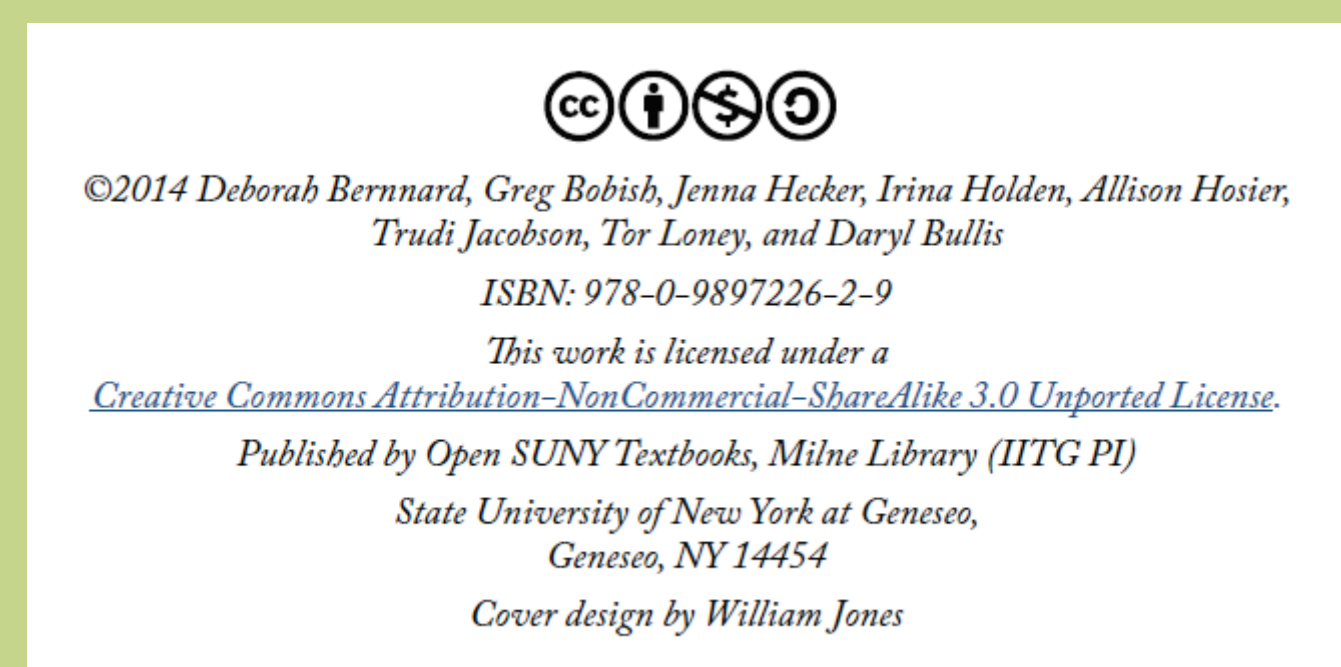 cc
©2014 Deborah Bernnard, Greg Bobish, Jenna Hecker, Irina Holden, Allison Hosier,
Trudi Jacobson, Tor Loney, and Daryl Bullis
ISBN: 978-0-9897226-2-9
This work is licensed under a
Creative Commons Attribution-NonCommercial-ShareAlike 3.0 Unported License.
Published by Open SUNY Textbooks, Milne Library (IITG PI)
State University of New York at Geneseo,
Geneseo, NY 14454
Cover design by William Jones